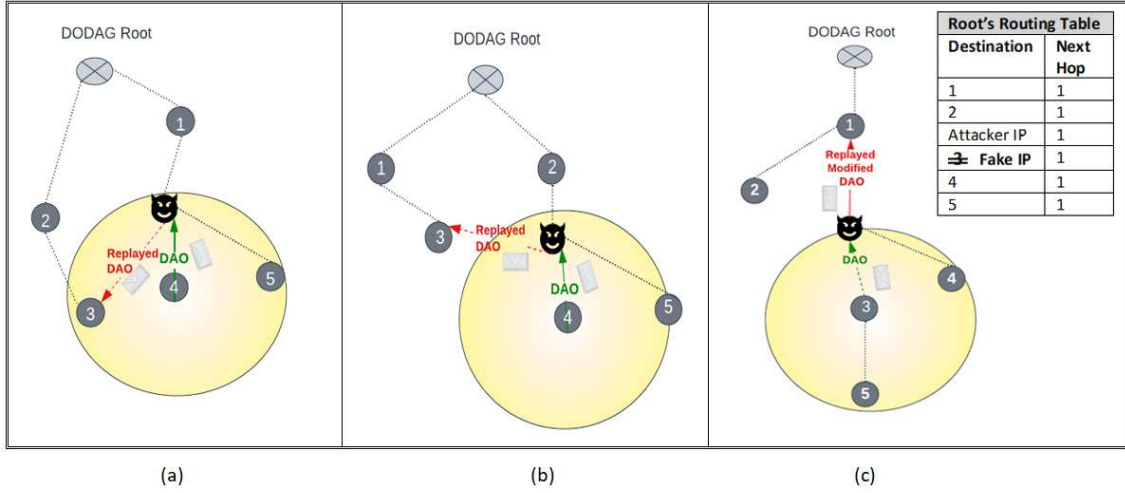 DODAG Root
1
2
Replayed
DAO
DAO
4
5
3
(a)
DODAG Root
1
2
3
Replayed
DAO
DAO
4
5
(b)
DODAG Root
1
Replayed
Modified
DAO
2
DAO
4
3
5
Root's Routing Table
Destination Next Hop
1 1
2 1
Attacker IP 1
3 Fake IP 1
4 1
5 1
(c)